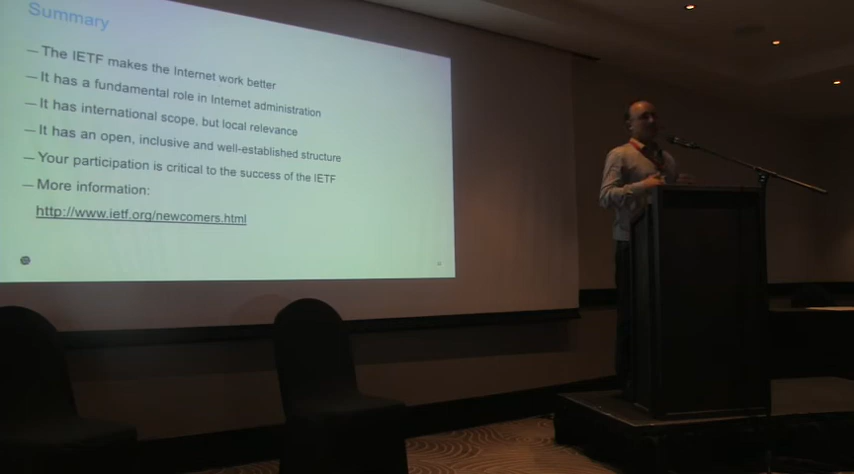 Summary
— The IETF makes the Internet work better
— It has a fundamental role in Internet administration
— It has international scope, but local relevance
— It has an open, inclusive and well-established structure
— Your participation is critical to the success of the IETF
— More information:
http://www.ietf.org/newcomers.html